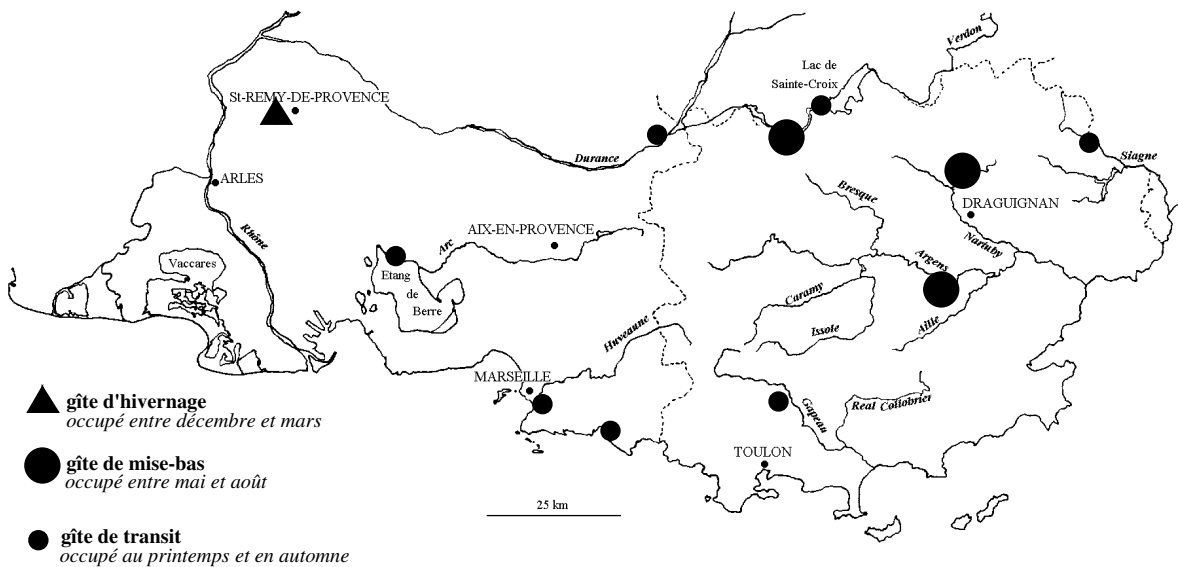 Verdon
Lac de
Sainte-Croix
St-REMY-DE-PROVENCE
Durance
Siagne
ARLES
Bresque
DRAGUIGNAN
Rhône
Arc
AIX-EN-PROVENCE
Nartuby
Argens
Vaccares
Etang
de
Berre
Caramy
Issole
Aille
Huveaune
MARSEILLE
Gapeau
Real Collobrier
TOULON
25 km
gîte d'hivernage
occupé entre décembre et mars
gîte de mise-bas
occupé entre mai et août
gîte de transit
occupé au printemps et en automne